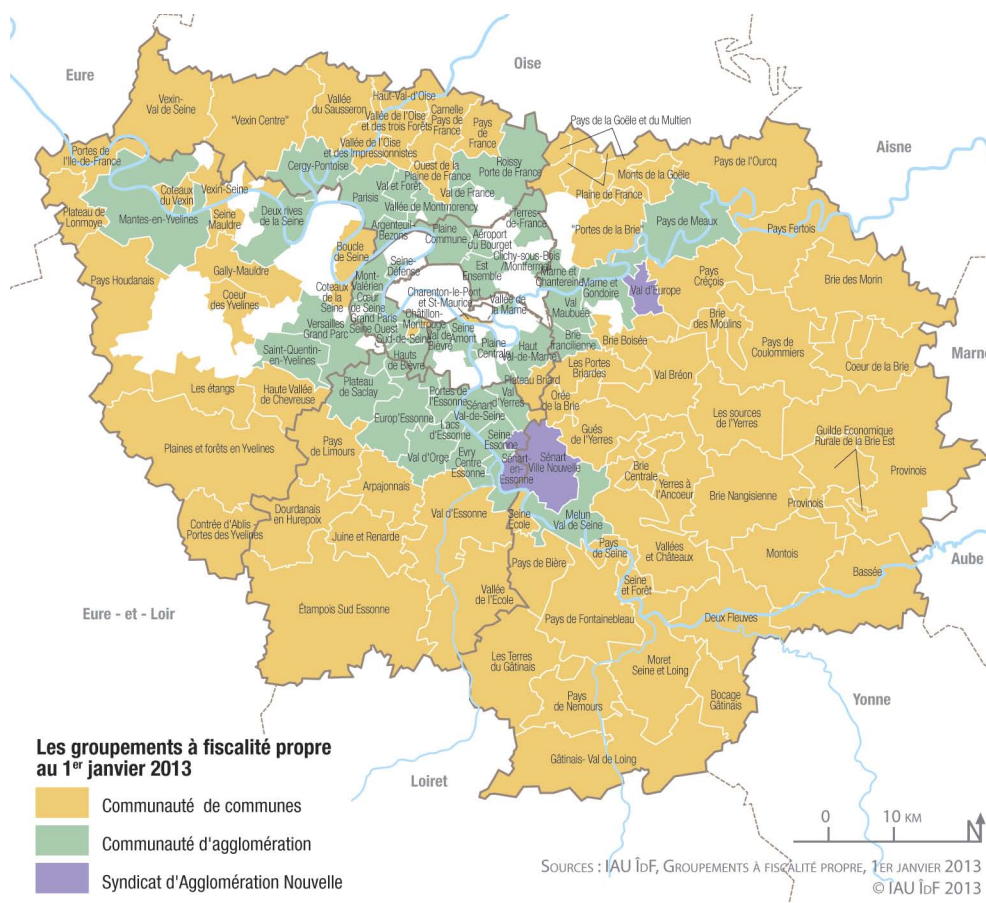 Eure
Oise
Aisne
Marne
Aube
Yonne
Loiret
Eure - et - Loir
Vexin-
Val de Seine
"Vexin Centre"
Vallée
du Sausseron
Haut-Val-d'Oise
Vallée de l'Oise
et des trois Forêts
Carnelle
Pays de
France
Pays
de
France
Vallée de l'Oise
et des Impressionnistes
Pays de la Goële et du Multien
Portes de
l'Ile-de-France
Cergy-Pontoise
Ouest de la
Plaine de France
Roissy
Porte de France
Monts de la Goële
Pays de l'Ourcq
Plaine de France
Coteaux
du Vexin
Vexin-Seine
Parisis
Val et Forêt
Val de France
Vallée de Montmorency
Plateau de
Lonmoye
Mantes-en-Yvelines
Seine
Mauldre
Deux rives
de la Seine
Argenteuil-
Bezons
Plaine
Commune
Aéroport
du Bourget
Terres-
de-France
"Portes de la Brie"
Pays de Meaux
Pays Fertois
Boucle
de Seine
Seine-
Défense
Est
Ensemble
Clichy-sous-Bois
/Montfermeil
Pays Houdanais
Gally-Mauldre
Coeur
des Yvelines
Mont-
Valérien
Coteaux
de la
Seine
Cœur
de Seine
Grand Paris
Seine Ouest
Charenton-le-Pont
et St-Maurice
Châtillon-
Montrouge
Sud-de-Seine
Vallée de
la Marne
Marne et
Chantereine
Marne et
Gondoire
Val d'Europe
Pays
Créçois
Brie des Morin
Val
Maubuée
Brie
des Moulins
Versailles
Grand Parc
Seine
Amont
Val de
Bièvre
Hauts
de Bièvre
Plaine
Centrale
Haut
Val-de-Marne
Brie
francilienne
Brie Boisée
Pays de
Coulommiers
Coeur de la Brie
Saint-Quentin-
en-Yvelines
Les étangs
Haute Vallée
de Chevreuse
Plateau
de Saclay
Portes de
l'Essonne
Sénart
Val-de-Seine
Val
d'Yerres
Plateau Briard
Les Portes
Briardes
Orée
de la Brie
Val Bréon
Plaines et forêts en Yvelines
Europ'Essonne
Lacs
d'Essonne
Seine-
Essonne
Gués
de l'Yerres
Les sources
de l'Yerres
Guilde Economique
Rurale de la Brie Est
Pays
de
Limours
Val d'Orge
Evry
Centre
Essonne
Sénart-
en-
Essonne
Sénart
Ville Nouvelle
Brie
Centrale
Yerres à
l'Ancoeur
Brie Nangisienne
Provinois
Provinois
Arpajonnais
Dourdanais
en Hurepoix
Val d'Essonne
Seine
École
Melun
Val de Seine
Contrée d'Ablis
Portes des Yvelines
Juine et Renarde
Pays de Bière
Pays
de Seine
Vallées
et Châteaux
Montois
Bassée
Étampois Sud Essonne
Vallée
de l'Ecole
Seine
et Forêt
Pays de Fontainebleau
Deux Fleuves
Les Terres
du Gâtinais
Moret
Seine et Loing
Pays
de Nemours
Bocage
Gâtinais
Gâtinais- Val de Loing
Les groupements à fiscalité propre
au 1er janvier 2013
Communauté de communes
Communauté d'agglomération
Syndicat d'Agglomération Nouvelle
0 10 KM
N
SOURCES : IAU ÎDF, GROUPEMENTS À FISCALITÉ PROPRE, 1ER JANVIER 2013
© IAU ÎDF 2013